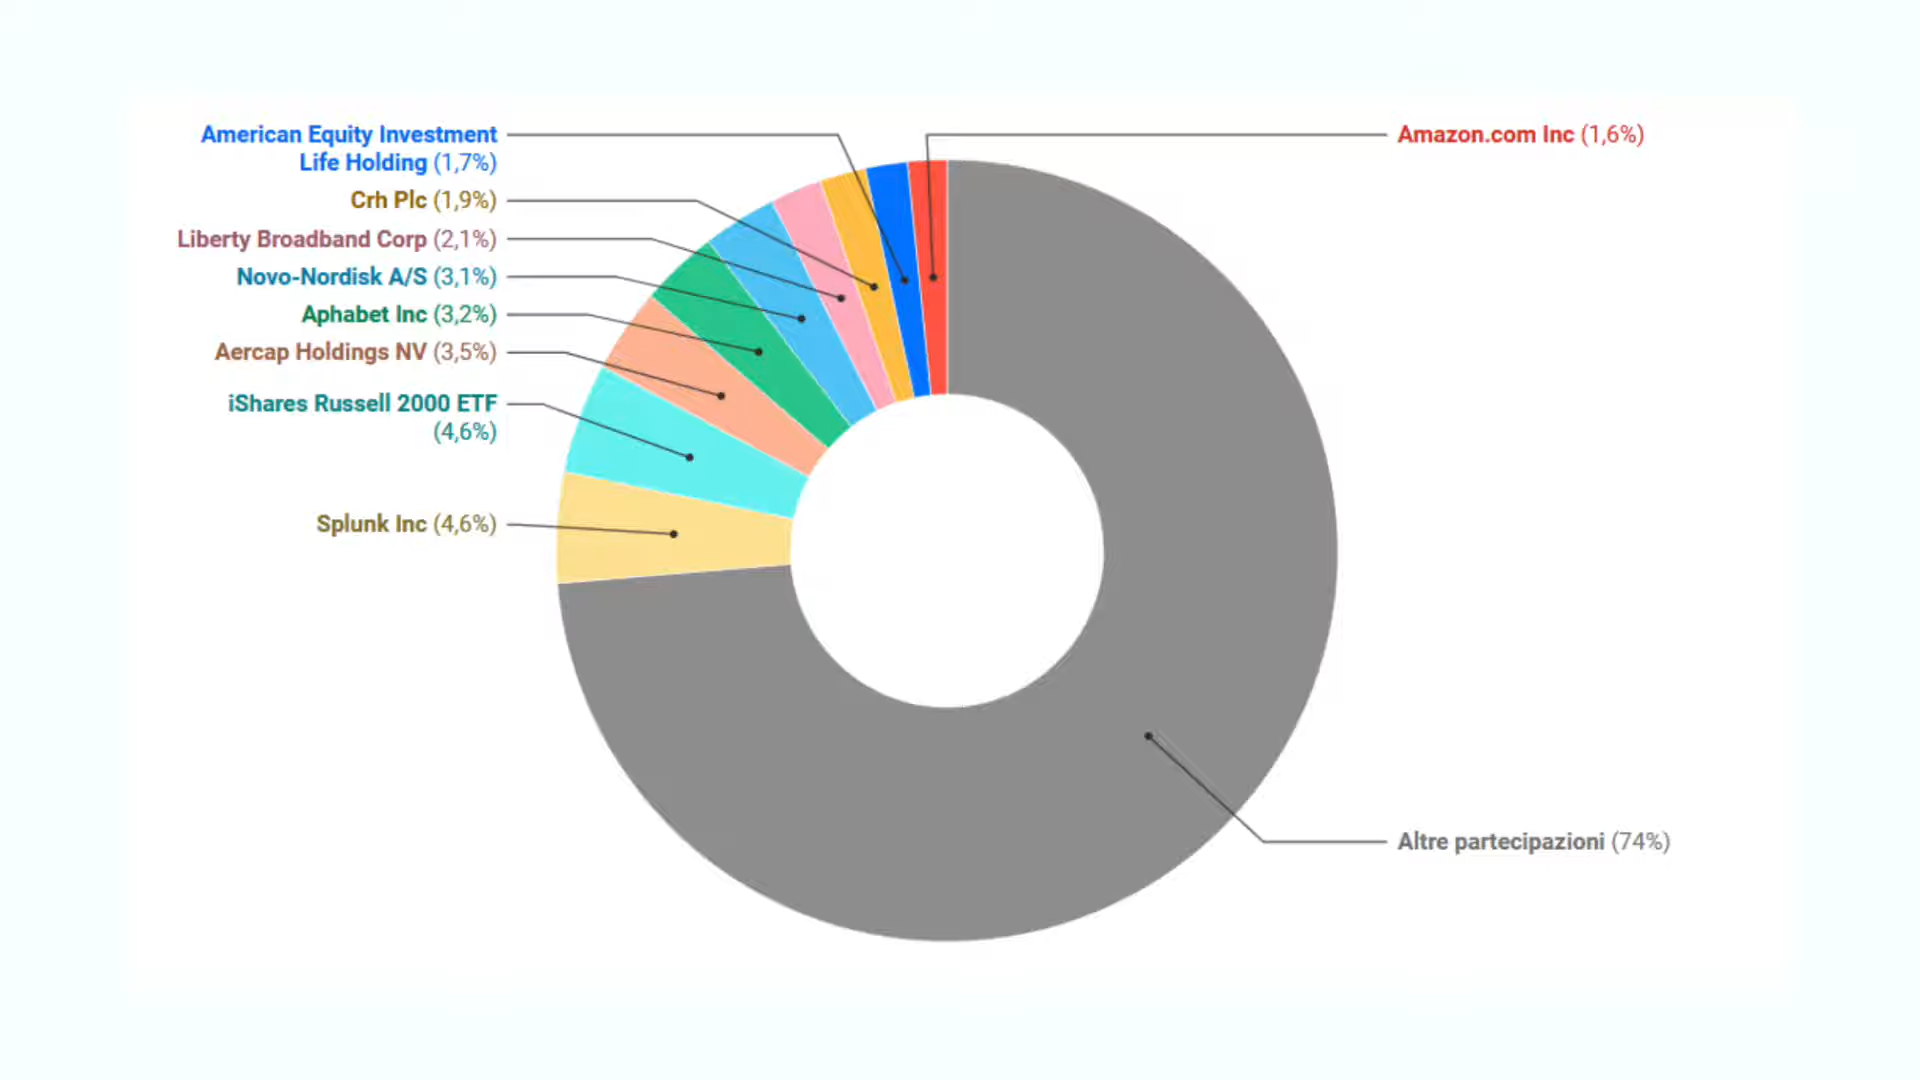 American Equity Investment
Life Holding (1,7%)
Crh Plc (1,9%)
Liberty Broadband Corp (2,1%)
Novo-Nordisk A/S (3,1%)
Aphabet Inc (3,2%)
Aercap Holdings NV (3,5%)
iShares Russell 2000 ETF
(4,6%)
Splunk Inc (4,6%)
Amazon.com Inc (1,6%)
Altre partecipazioni (74%)